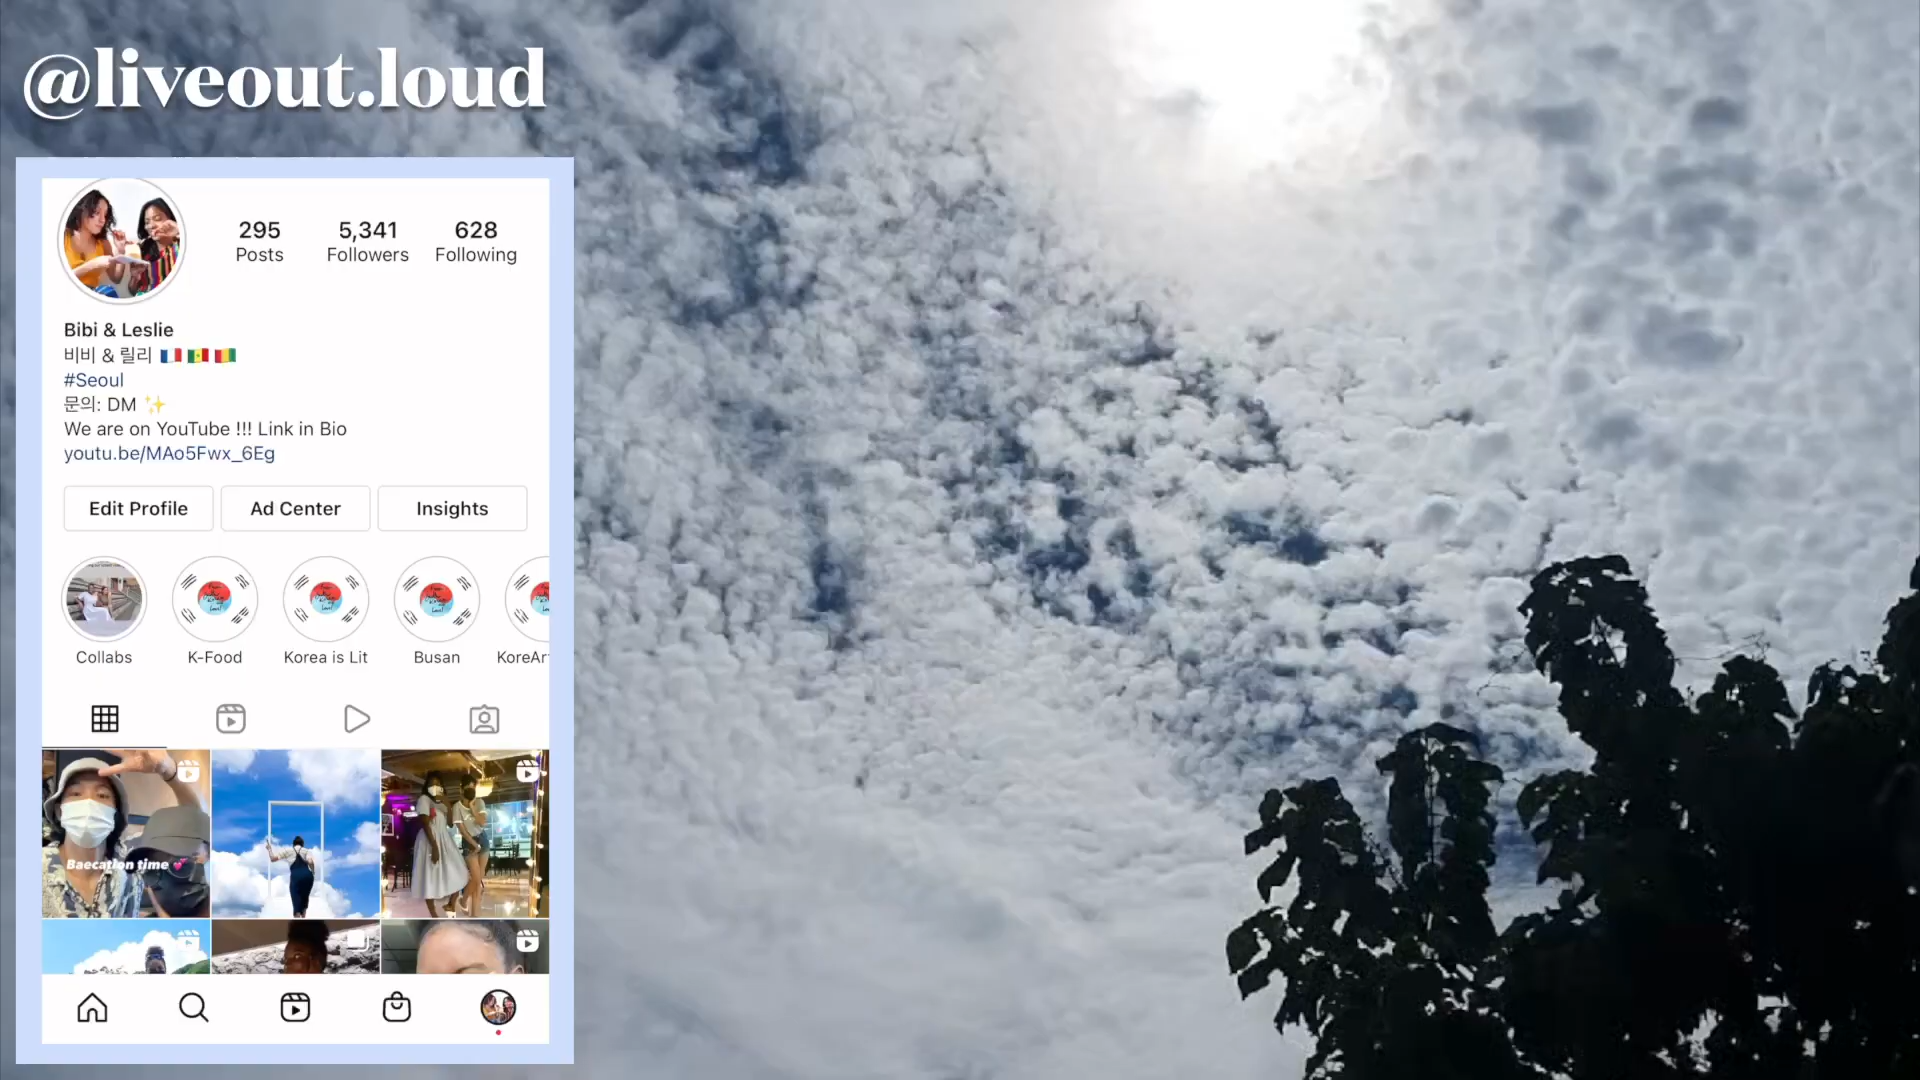 @liveout.loud
295 5,341 628
Posts Followers Following
Bibi & Leslie
비비 & 릴리 🇫🇷 🇸🇳 🇬🇳
#Seoul
문의: DM ✨
We are on YouTube !!! Link in Bio
youtu.be/MAo5Fwx_6Eg
Edit Profile Ad Center Insights
Collabs K-Food Korea is Lit Busan KoreAr
Baecation time 💕